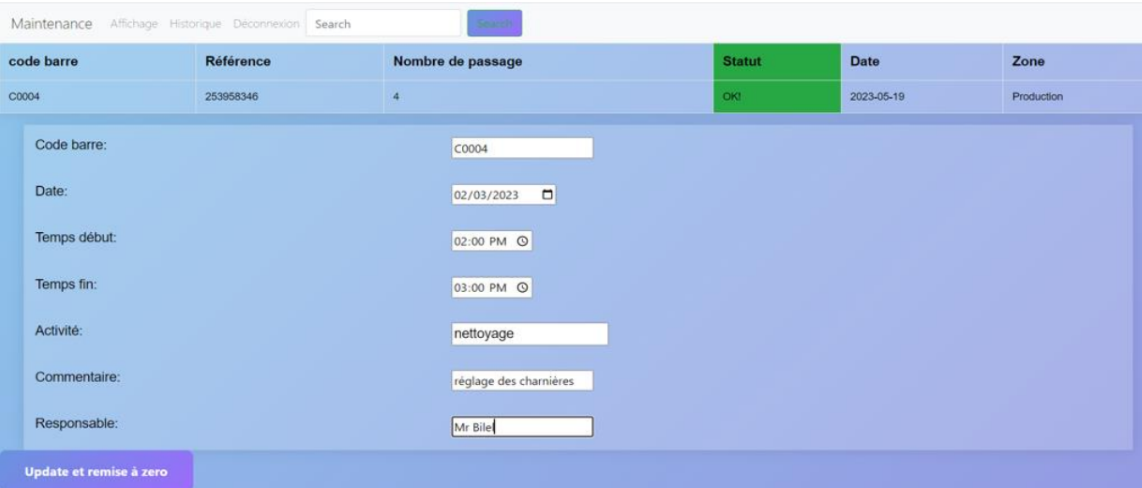 Maintenance Affichage Historique Déconnexion Search Search
code barre Référence Nombre de passage Statut Date Zone
C0004 253958346 4 OK! 2023-05-19 Production
Code barre: C0004
Date: 02/03/2023
Temps début: 02:00 PM
Temps fin: 03:00 PM
Activité: nettoyage
Commentaire: réglage des charnières
Responsable: Mr Bilel
Update et remise à zero